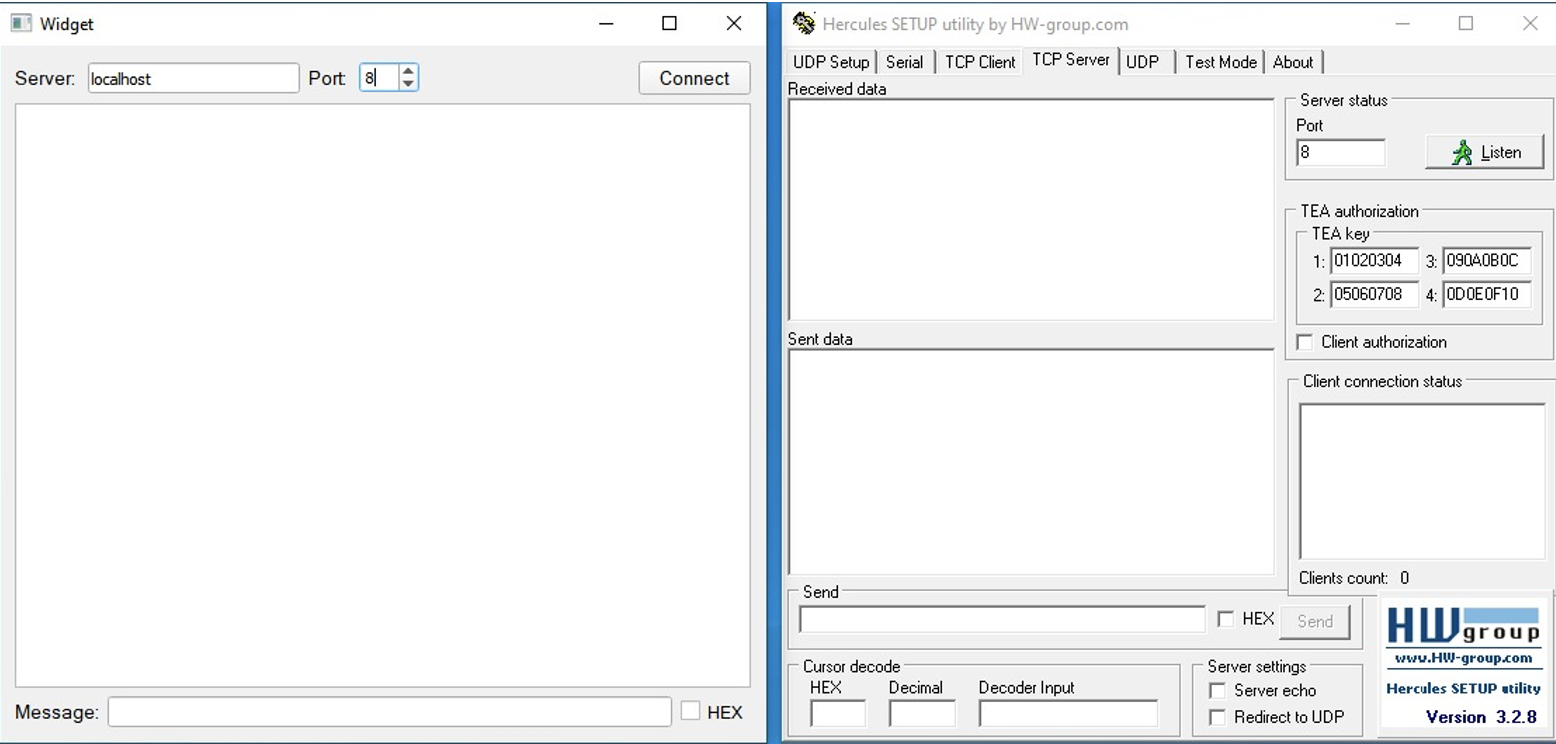 Widget
Server: localhost Port: 8 Connect
Message: HEX
Hercules SETUP utility by HW-group.com
UDP Setup Serial TCP Client TCP Server UDP Test Mode About
Received data
Server status
Port
8 Listen
TEA authorization
TEA key
1: 01020304 3: 090A0B0C
2: 05060708 4: 0D0E0F10
Client authorization
Sent data
Client connection status
Clients count: 0
Send
HEX Send
Cursor decode
HEX Decimal Decoder Input
Server settings
Server echo
Redirect to UDP
HW group
www.HW-group.com
Hercules SETUP utility
Version 3.2.8